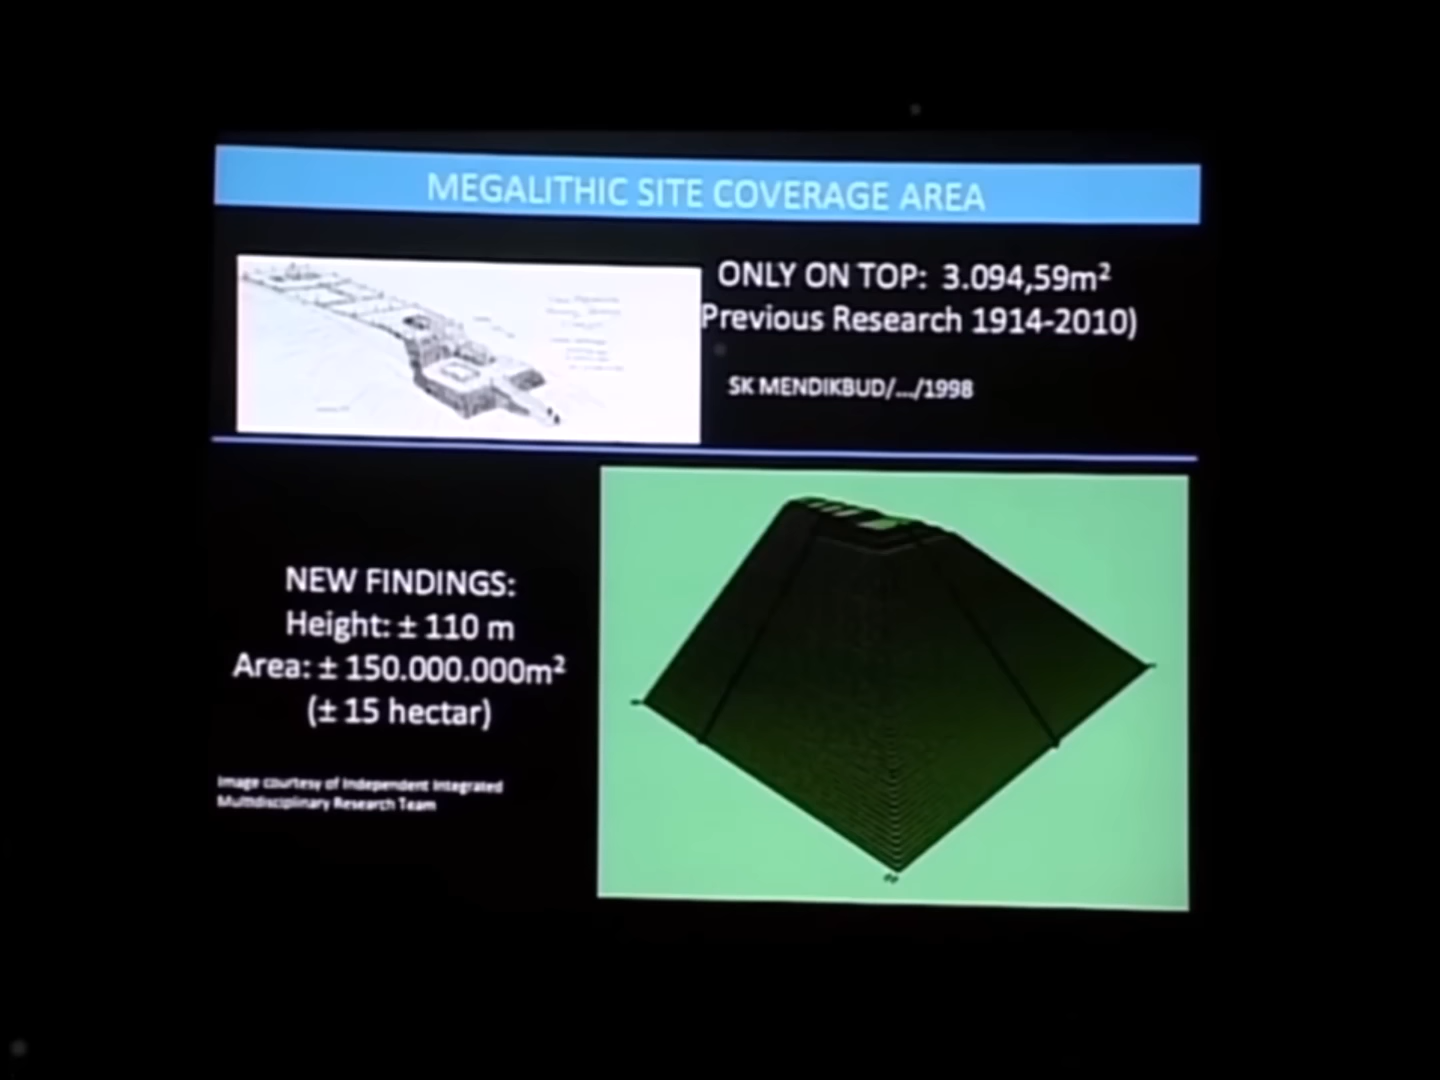 MEGALITHIC SITE COVERAGE AREA
ONLY ON TOP: 3.094,59m²
Previous Research 1914-2010)
SK MENDIKBUD/.../1998
NEW FINDINGS:
Height: ± 110 m
Area: ± 150.000.000m²
(± 15 hectar)
Image courtesy of Independent Integrated
Multidisciplinary Research Team